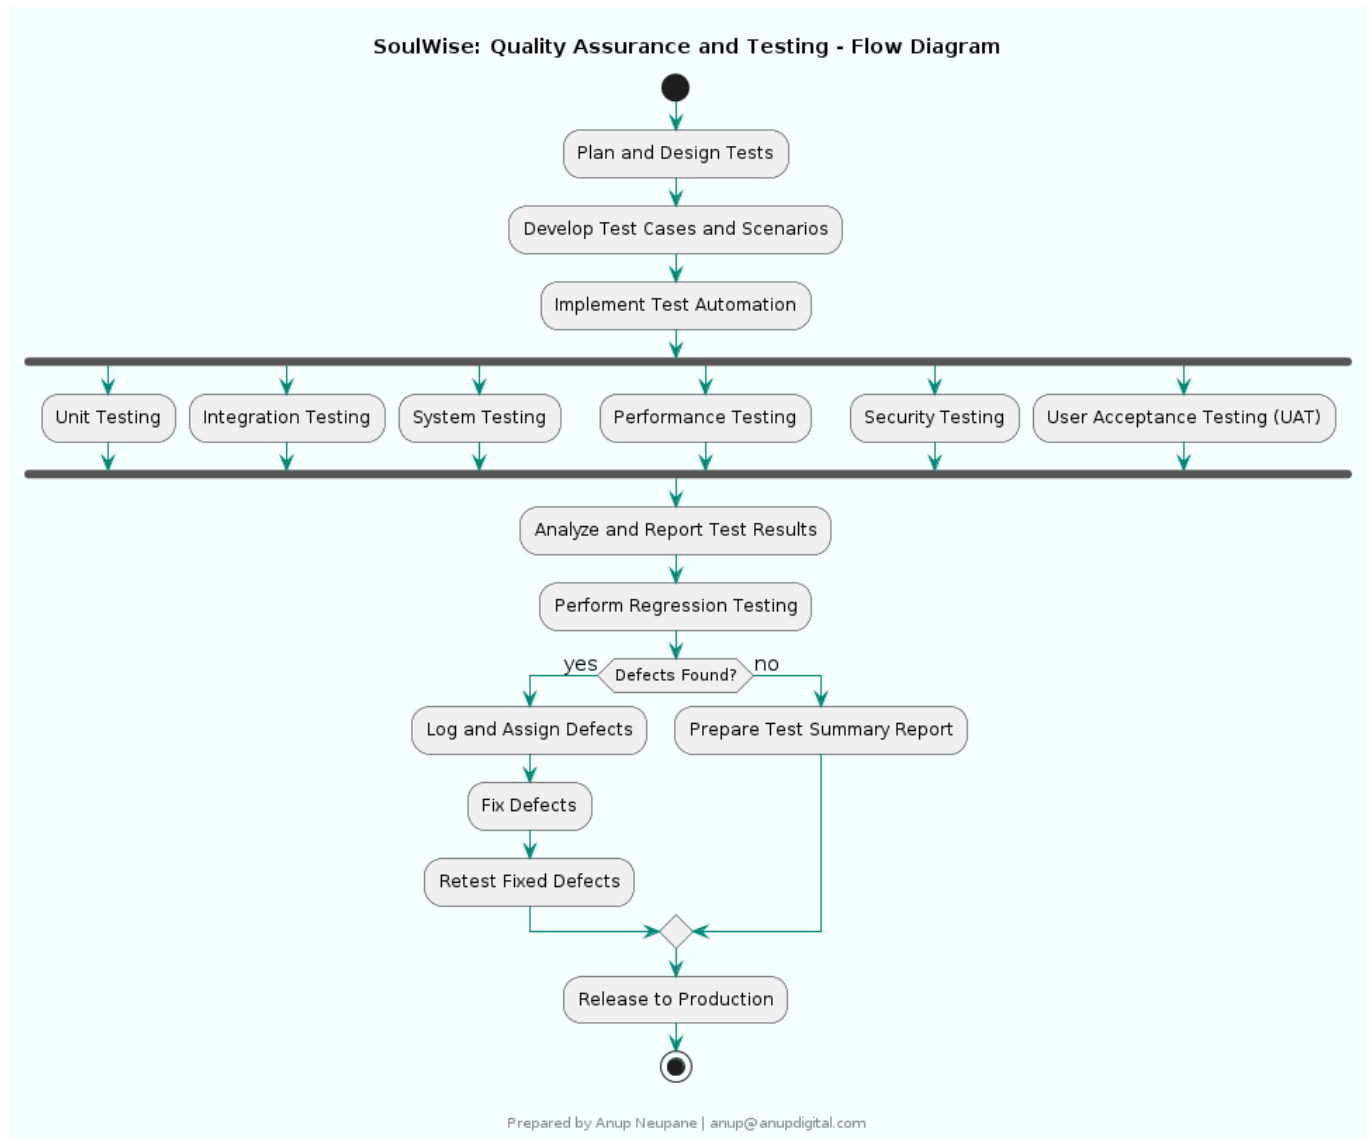 SoulWise: Quality Assurance and Testing - Flow Diagram
Plan and Design Tests
Develop Test Cases and Scenarios
Implement Test Automation
Unit Testing
Integration Testing
System Testing
Performance Testing
Security Testing
User Acceptance Testing (UAT)
Analyze and Report Test Results
Perform Regression Testing
yes
Defects Found?
no
Log and Assign Defects
Prepare Test Summary Report
Fix Defects
Retest Fixed Defects
Release to Production
Prepared by Anup Neupane | anup@anupdigital.com